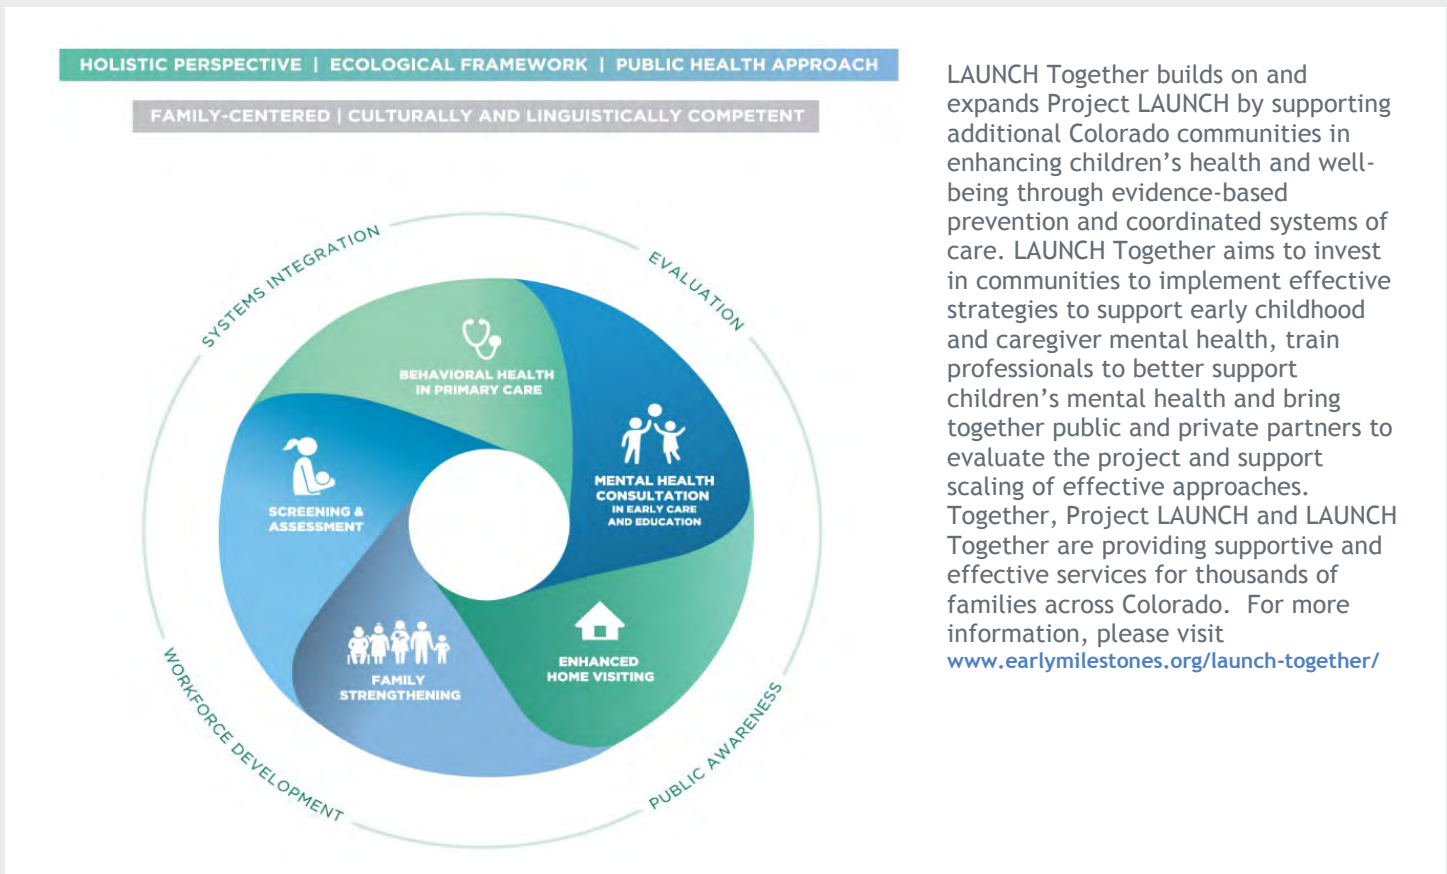 HOLISTIC PERSPECTIVE | ECOLOGICAL FRAMEWORK | PUBLIC HEALTH APPROACH
FAMILY-CENTERED | CULTURALLY AND LINGUISTICALLY COMPETENT
SYSTEMS INTEGRATION
EVALUATION
BEHAVIORAL HEALTH
IN PRIMARY CARE
MENTAL HEALTH
CONSULTATION
IN EARLY CARE
AND EDUCATION
SCREENING &
ASSESSMENT
ENHANCED
HOME VISITING
FAMILY
STRENGTHENING
WORKFORCE DEVELOPMENT
PUBLIC AWARENESS
LAUNCH Together builds on and
expands Project LAUNCH by supporting
additional Colorado communities in
enhancing children’s health and well-
being through evidence-based
prevention and coordinated systems of
care. LAUNCH Together aims to invest
in communities to implement effective
strategies to support early childhood
and caregiver mental health, train
professionals to better support
children’s mental health and bring
together public and private partners to
evaluate the project and support
scaling of effective approaches.
Together, Project LAUNCH and LAUNCH
Together are providing supportive and
effective services for thousands of
families across Colorado.  For more
information, please visit
www.earlymilestones.org/launch-together/